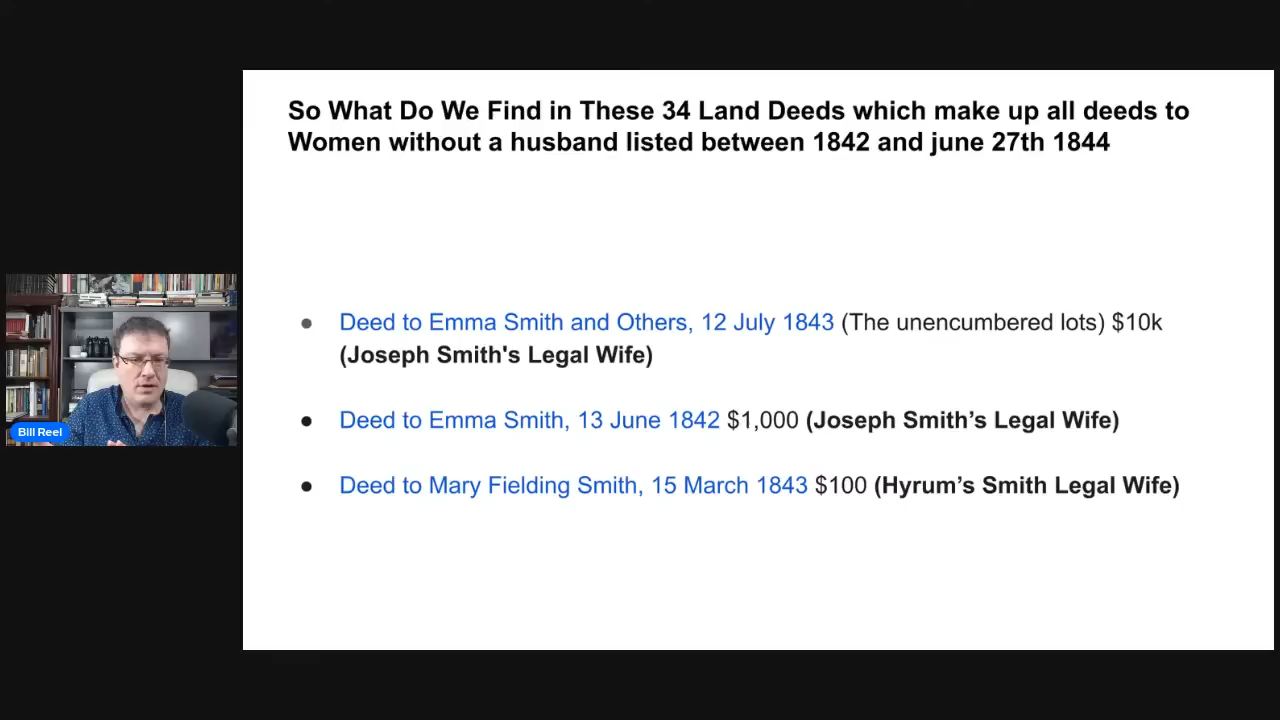 So What Do We Find in These 34 Land Deeds which make up all deeds to
Women without a husband listed between 1842 and june 27th 1844
● Deed to Emma Smith and Others, 12 July 1843 (The unencumbered lots) $10k
(Joseph Smith's Legal Wife)
● Deed to Emma Smith, 13 June 1842 $1,000 (Joseph Smith’s Legal Wife)
● Deed to Mary Fielding Smith, 15 March 1843 $100 (Hyrum’s Smith Legal Wife)
Bill Reel